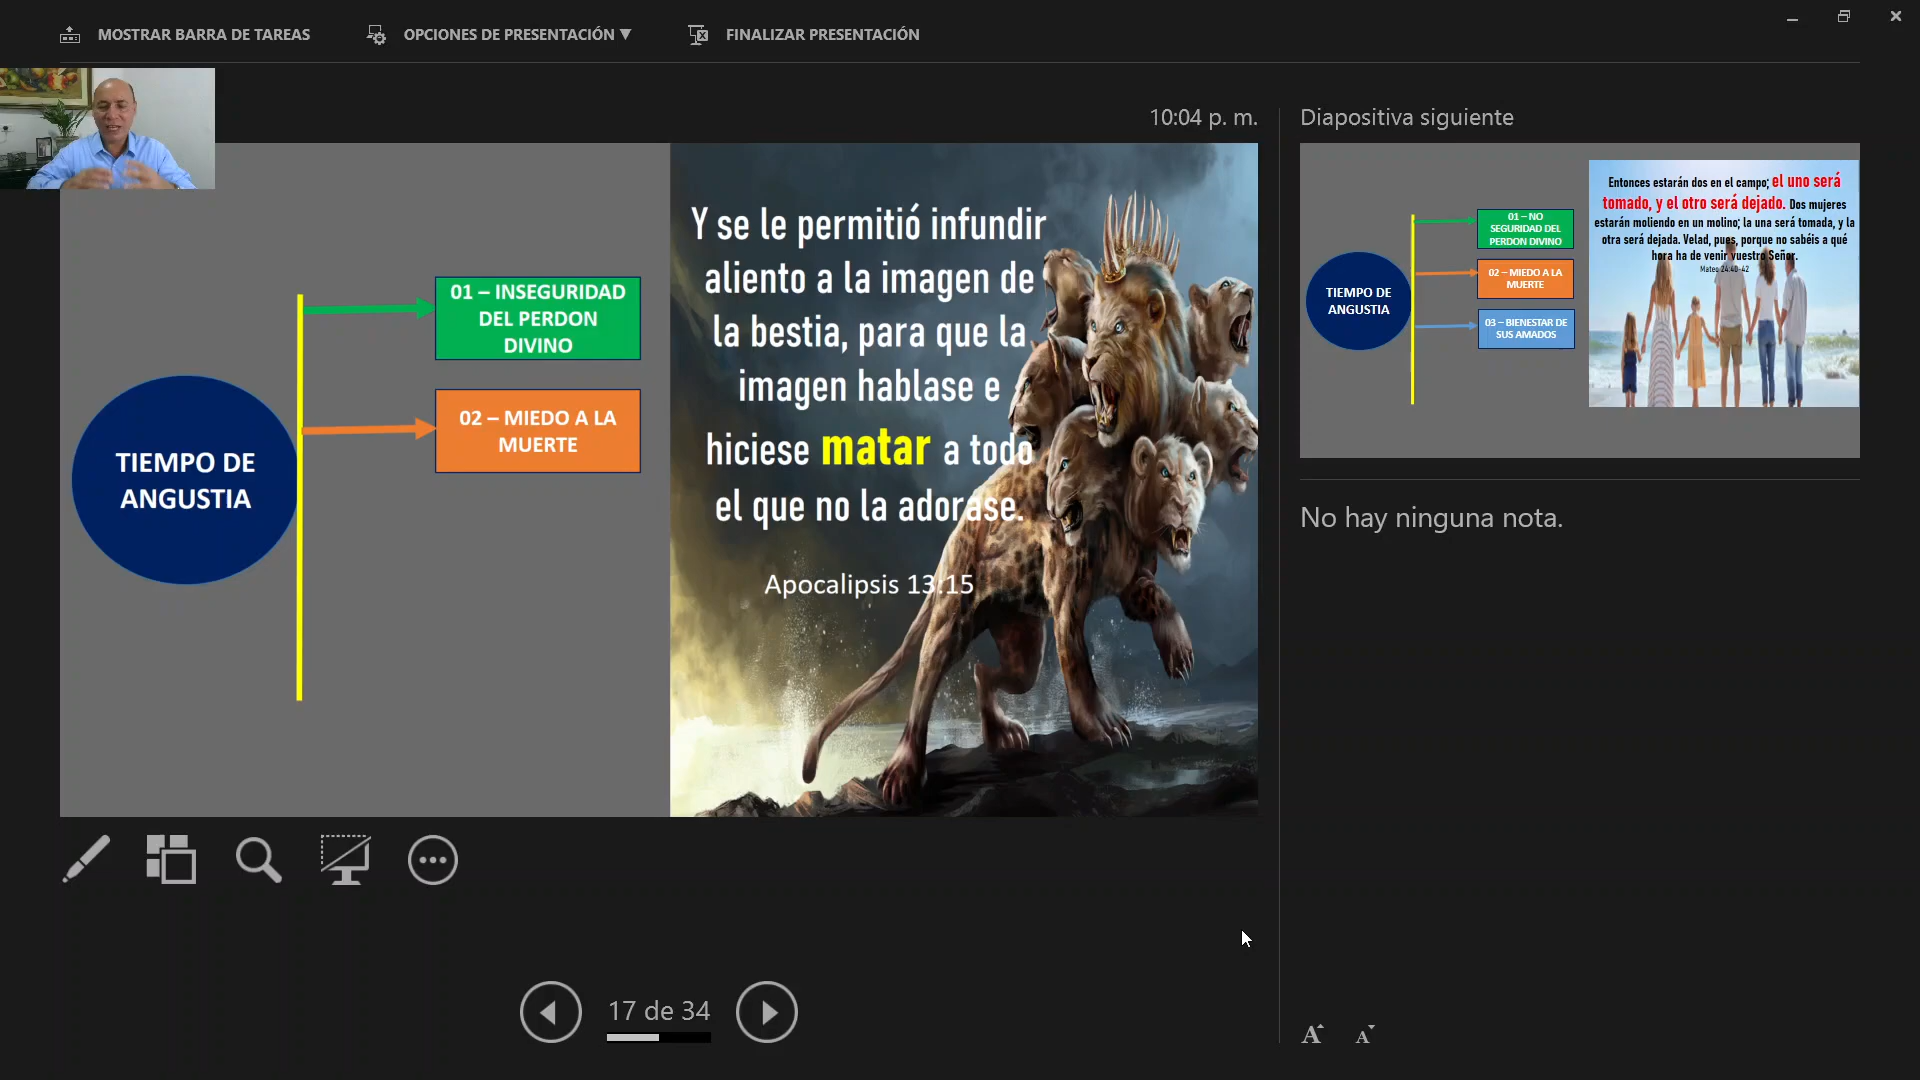 MOSTRAR BARRA DE TAREAS
OPCIONES DE PRESENTACIÓN ▼
FINALIZAR PRESENTACIÓN
10:04 p. m.
TIEMPO DE
ANGUSTIA
01 – INSEGURIDAD
DEL PERDON
DIVINO
02 – MIEDO A LA
MUERTE
Y se le permitió infundir
aliento a la imagen de
la bestia, para que la
imagen hablase e
hiciese matar a todo
el que no la adorase.
Apocalipsis 13:15
Diapositiva siguiente
TIEMPO DE
ANGUSTIA
01 – NO
SEGURIDAD DEL
PERDON DIVINO
02 – MIEDO A LA
MUERTE
03 – BIENESTAR DE
SUS AMADOS
Entonces estarán dos en el campo; el uno será
tomado, y el otro será dejado. Dos mujeres
estarán moliendo en un molino; la una será tomada, y la
otra será dejada. Velad, pues, porque no sabéis a qué
hora ha de venir vuestro Señor.
Mateo 24:40-42
No hay ninguna nota.
17 de 34
A A